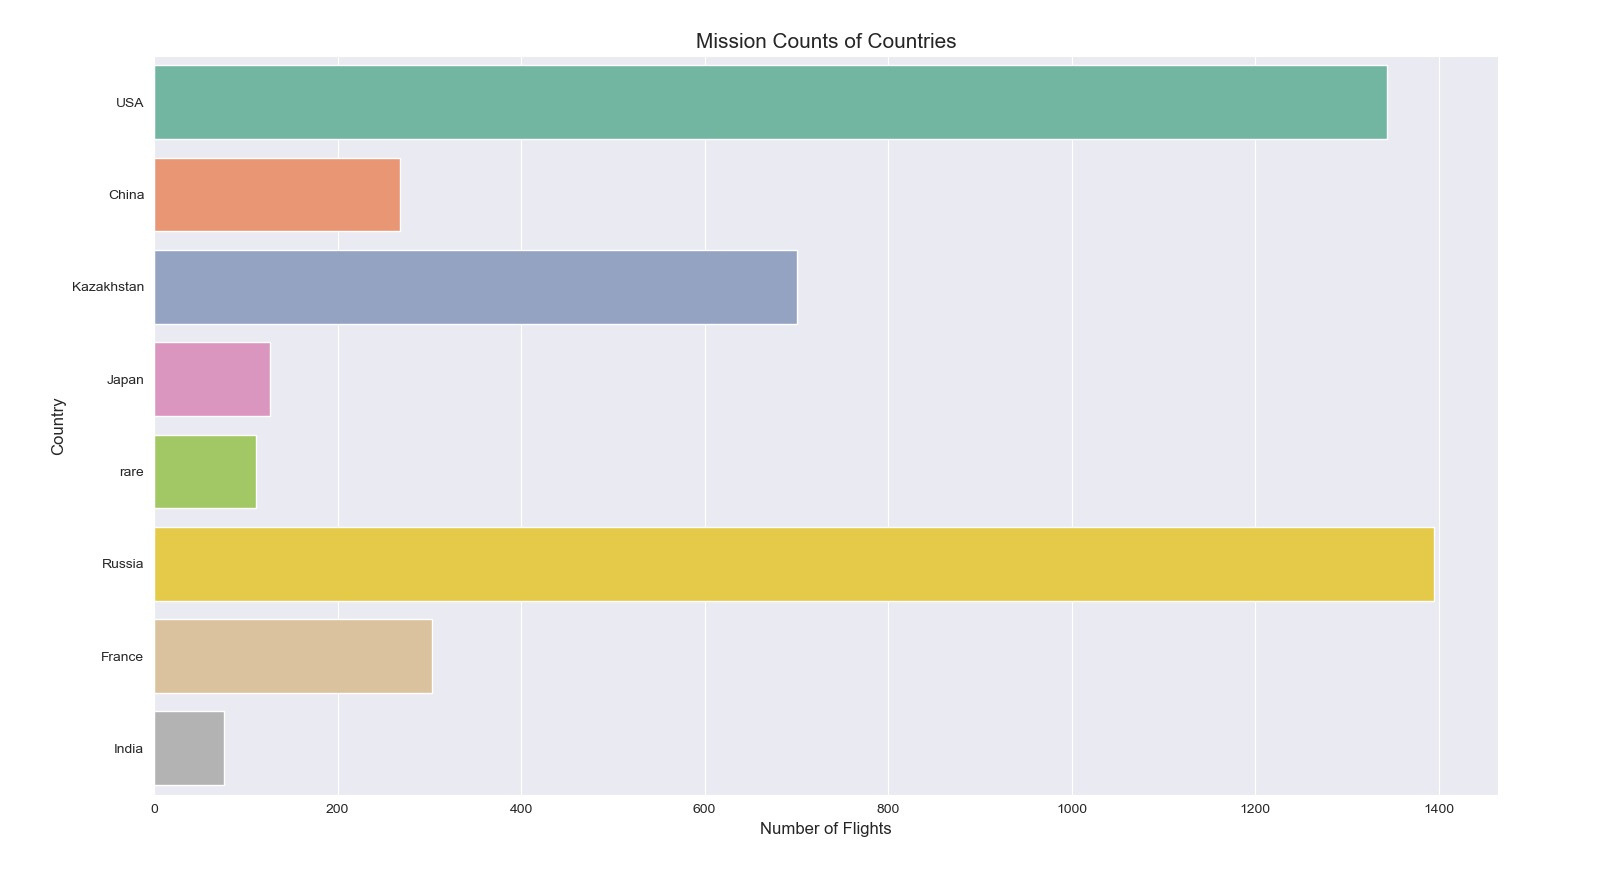 Mission Counts of Countries
USA
China
Kazakhstan
Japan
rare
Russia
France
India
Country
0 200 400 600 800 1000 1200 1400
Number of Flights